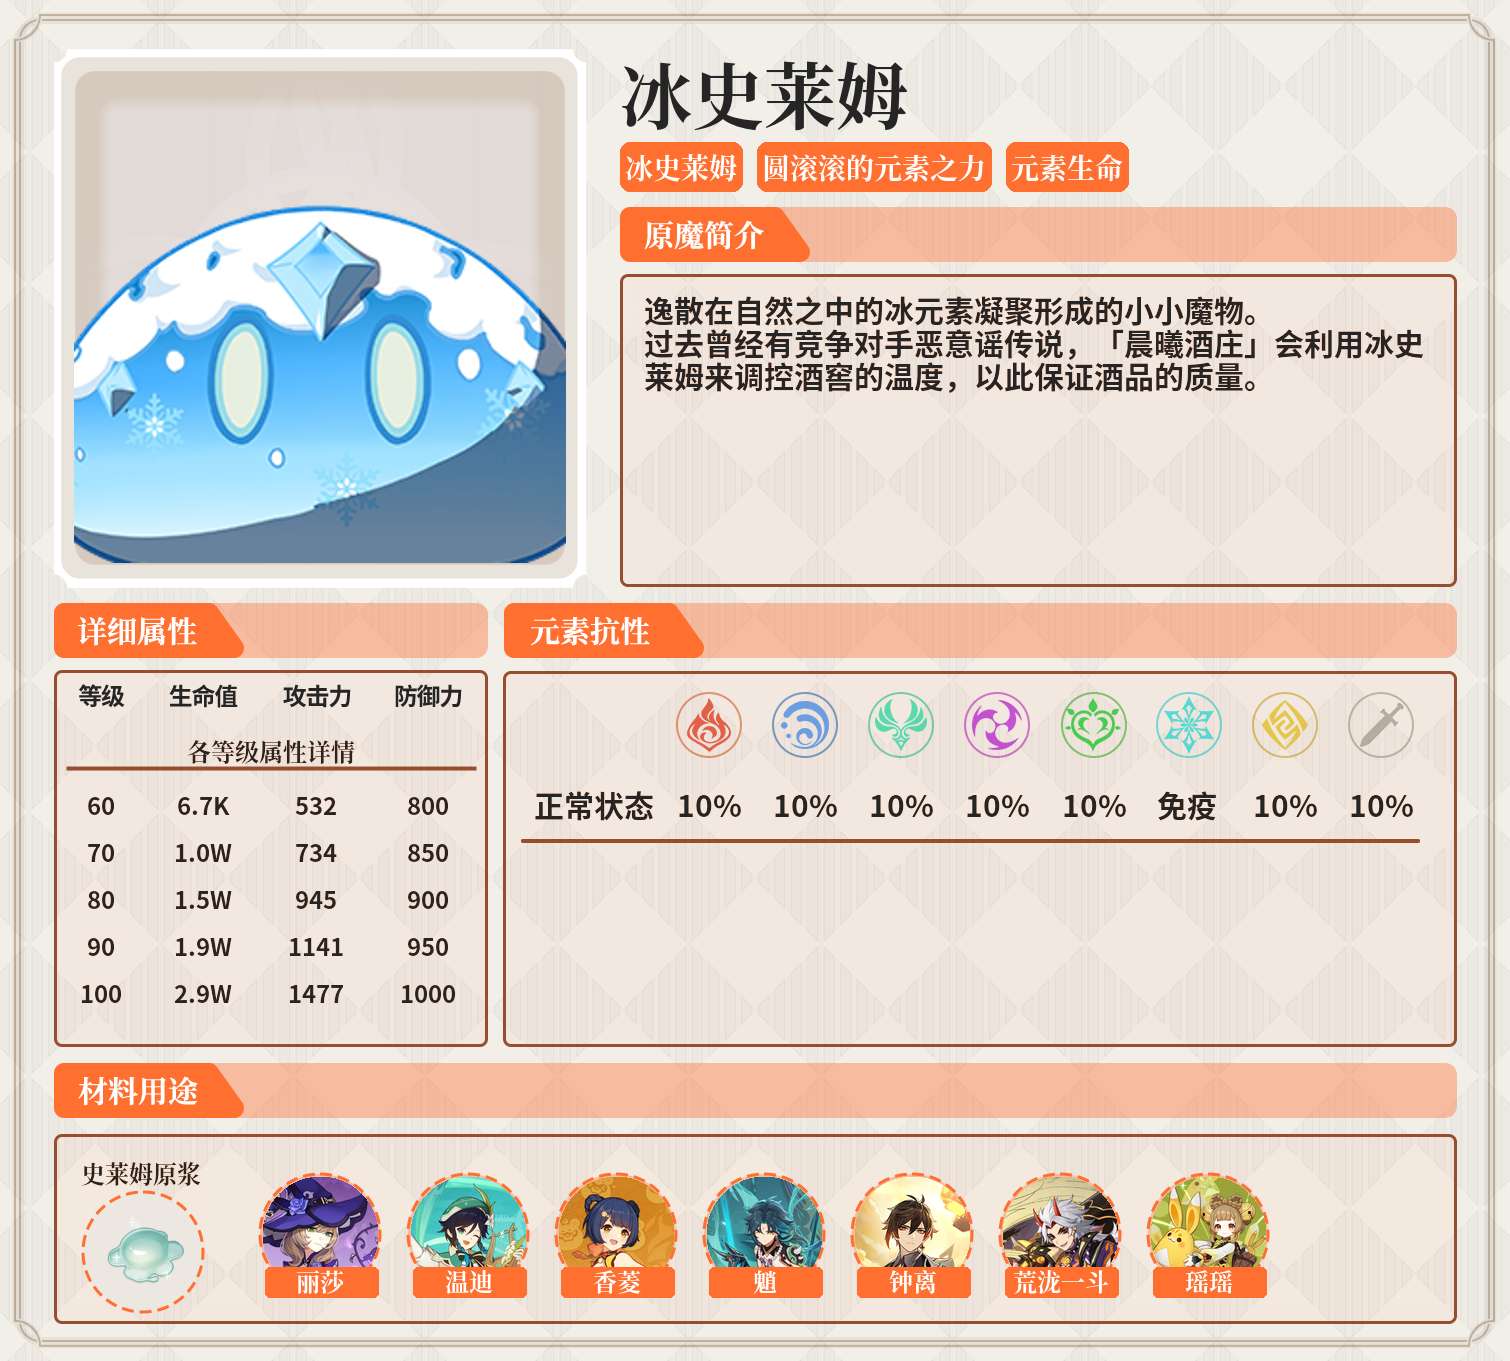 冰史莱姆
冰史莱姆 圆滚滚的元素之力 元素生命
原魔简介
逸散在自然之中的冰元素凝聚形成的小小魔物。
过去曾经有竞争对手恶意谣传说，「晨曦酒庄」会利用冰史
莱姆来调控酒窖的温度，以此保证酒品的质量。
详细属性
等级 生命值 攻击力 防御力
各等级属性详情
60 6.7K 532 800
70 1.0W 734 850
80 1.5W 945 900
90 1.9W 1141 950
100 2.9W 1477 1000
元素抗性
正常状态 10% 10% 10% 10% 10% 免疫 10% 10%
材料用途
史莱姆原浆
丽莎 温迪 香菱 魈 钟离 荒泷一斗 瑶瑶